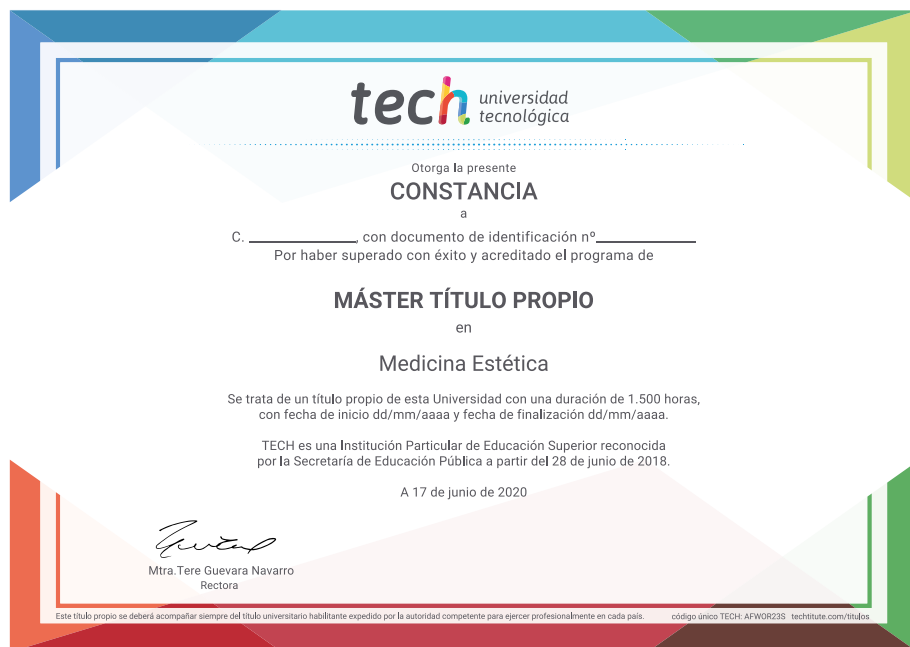 tech universidad
tecnológica
Otorga la presente
CONSTANCIA
a
C. ____________, con documento de identificación nº____________
Por haber superado con éxito y acreditado el programa de
MÁSTER TÍTULO PROPIO
en
Medicina Estética
Se trata de un título propio de esta Universidad con una duración de 1.500 horas,
con fecha de inicio dd/mm/aaaa y fecha de finalización dd/mm/aaaa.
TECH es una Institución Particular de Educación Superior reconocida
por la Secretaría de Educación Pública a partir del 28 de junio de 2018.
A 17 de junio de 2020
Mtra.Tere Guevara Navarro
Rectora
Este título propio se deberá acompañar siempre del título universitario habilitante expedido por la autoridad competente para ejercer profesionalmente en cada país. código único TECH: AFWOR23S techtitute.com/titulos